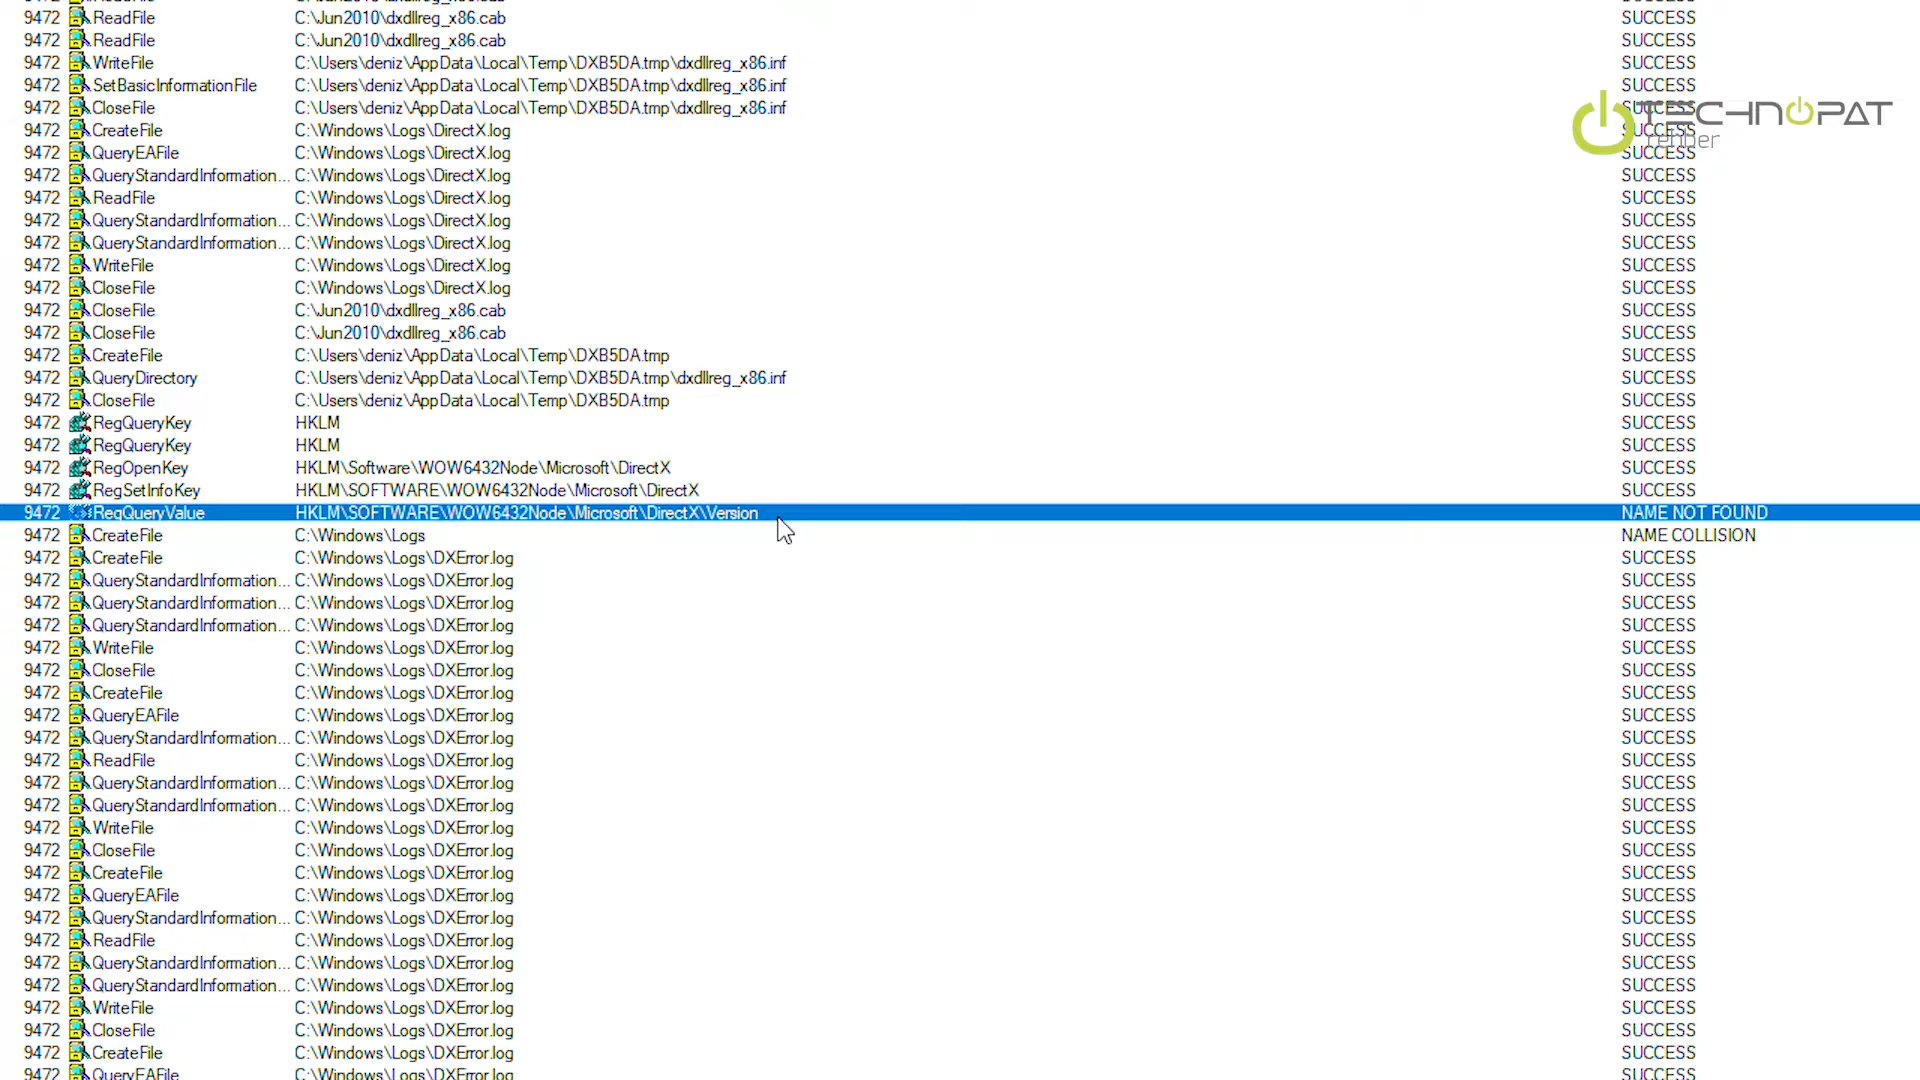 9472 ReadFile C:\Jun2010\dxdllreg_x86.cab SUCCESS
9472 ReadFile C:\Jun2010\dxdllreg_x86.cab SUCCESS
9472 WriteFile C:\Users\deniz\AppData\Local\Temp\DXB5DA.tmp\dxdllreg_x86.inf SUCCESS
9472 SetBasicInformationFile C:\Users\deniz\AppData\Local\Temp\DXB5DA.tmp\dxdllreg_x86.inf SUCCESS
9472 CloseFile C:\Users\deniz\AppData\Local\Temp\DXB5DA.tmp\dxdllreg_x86.inf SUCCESS
TECHNOPAT
9472 CreateFile C:\Windows\Logs\DirectX.log SUCCESS
render
9472 QueryEAFile C:\Windows\Logs\DirectX.log SUCCESS
9472 QueryStandardInformation... C:\Windows\Logs\DirectX.log SUCCESS
9472 ReadFile C:\Windows\Logs\DirectX.log SUCCESS
9472 QueryStandardInformation... C:\Windows\Logs\DirectX.log SUCCESS
9472 QueryStandardInformation... C:\Windows\Logs\DirectX.log SUCCESS
9472 WriteFile C:\Windows\Logs\DirectX.log SUCCESS
9472 CloseFile C:\Windows\Logs\DirectX.log SUCCESS
9472 CloseFile C:\Jun2010\dxdllreg_x86.cab SUCCESS
9472 CloseFile C:\Jun2010\dxdllreg_x86.cab SUCCESS
9472 CreateFile C:\Users\deniz\AppData\Local\Temp\DXB5DA.tmp SUCCESS
9472 QueryDirectory C:\Users\deniz\AppData\Local\Temp\DXB5DA.tmp\dxdllreg_x86.inf SUCCESS
9472 CloseFile C:\Users\deniz\AppData\Local\Temp\DXB5DA.tmp SUCCESS
9472 RegQueryKey HKLM SUCCESS
9472 RegQueryKey HKLM SUCCESS
9472 RegOpenKey HKLM\Software\WOW6432Node\Microsoft\DirectX SUCCESS
9472 RegSetInfoKey HKLM\SOFTWARE\WOW6432Node\Microsoft\DirectX SUCCESS
9472 RegQueryValue HKLM\SOFTWARE\WOW6432Node\Microsoft\DirectX\Version NAME NOT FOUND
9472 CreateFile C:\Windows\Logs NAME COLLISION
9472 CreateFile C:\Windows\Logs\DXError.log SUCCESS
9472 QueryStandardInformation... C:\Windows\Logs\DXError.log SUCCESS
9472 QueryStandardInformation... C:\Windows\Logs\DXError.log SUCCESS
9472 QueryStandardInformation... C:\Windows\Logs\DXError.log SUCCESS
9472 WriteFile C:\Windows\Logs\DXError.log SUCCESS
9472 CloseFile C:\Windows\Logs\DXError.log SUCCESS
9472 CreateFile C:\Windows\Logs\DXError.log SUCCESS
9472 QueryEAFile C:\Windows\Logs\DXError.log SUCCESS
9472 QueryStandardInformation... C:\Windows\Logs\DXError.log SUCCESS
9472 ReadFile C:\Windows\Logs\DXError.log SUCCESS
9472 QueryStandardInformation... C:\Windows\Logs\DXError.log SUCCESS
9472 QueryStandardInformation... C:\Windows\Logs\DXError.log SUCCESS
9472 WriteFile C:\Windows\Logs\DXError.log SUCCESS
9472 CloseFile C:\Windows\Logs\DXError.log SUCCESS
9472 CreateFile C:\Windows\Logs\DXError.log SUCCESS
9472 QueryEAFile C:\Windows\Logs\DXError.log SUCCESS
9472 QueryStandardInformation... C:\Windows\Logs\DXError.log SUCCESS
9472 ReadFile C:\Windows\Logs\DXError.log SUCCESS
9472 QueryStandardInformation... C:\Windows\Logs\DXError.log SUCCESS
9472 QueryStandardInformation... C:\Windows\Logs\DXError.log SUCCESS
9472 WriteFile C:\Windows\Logs\DXError.log SUCCESS
9472 CloseFile C:\Windows\Logs\DXError.log SUCCESS
9472 CreateFile C:\Windows\Logs\DXError.log SUCCESS
9472 QueryEAFile C:\Windows\Logs\DXError.log SUCCESS